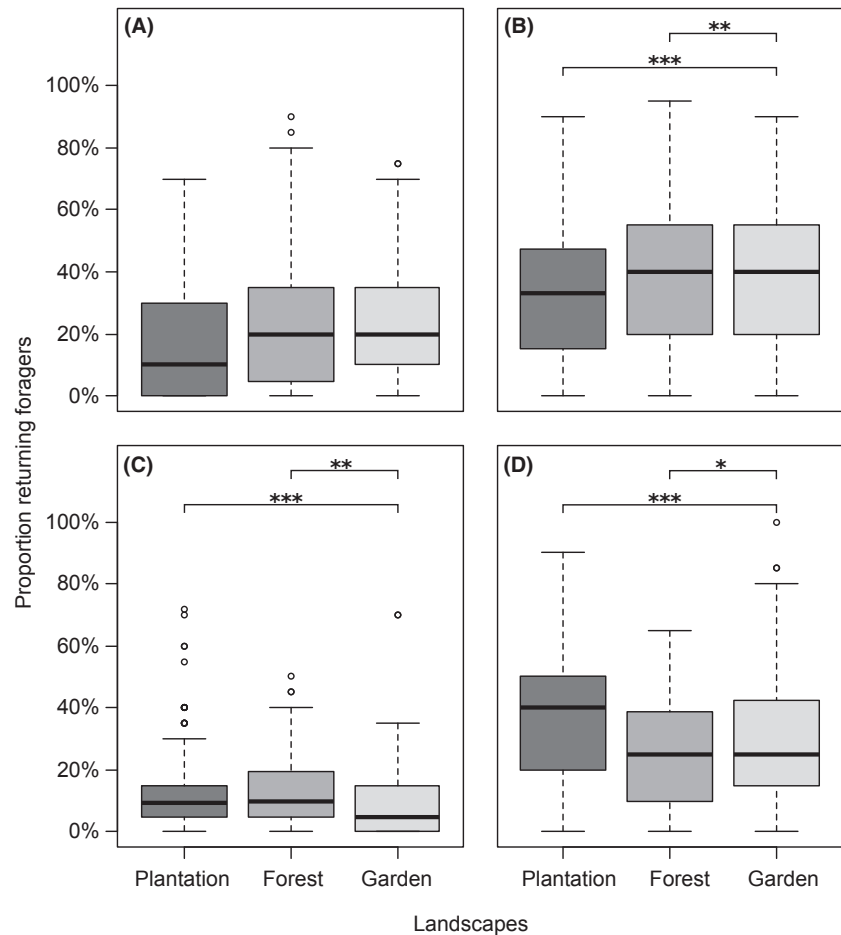 (A)
(B)
**
***
100%
80%
60%
40%
20%
0%
(C)
(D)
**
***
*
***
100%
80%
60%
40%
20%
0%
Proportion returning foragers
Plantation Forest Garden
Plantation Forest Garden
Landscapes